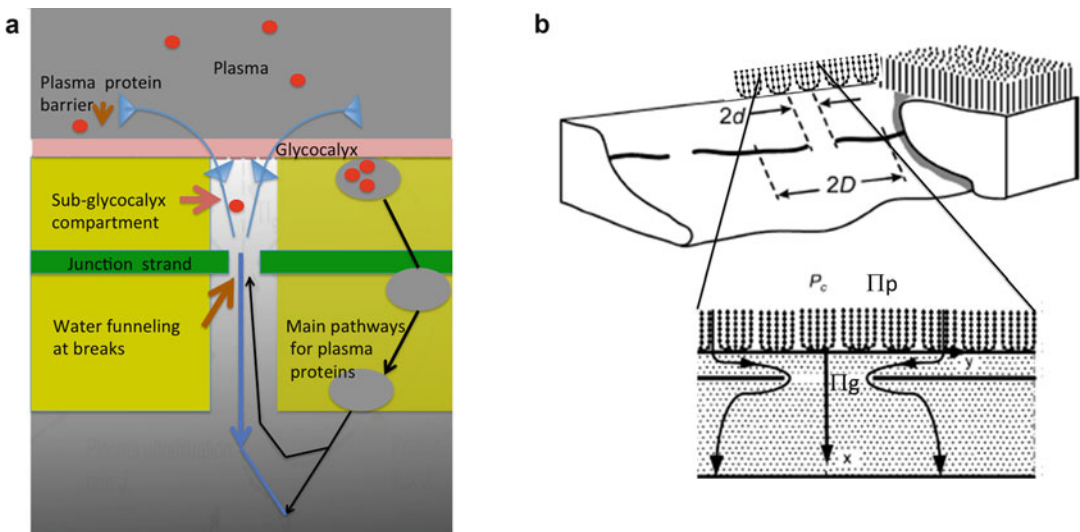 a
Plasma
Plasma protein
barrier
Glycocalyx
Sub-glycocalyx
compartment
Junction strand
Water funneling
at breaks
Main pathways
for plasma
proteins
b
2d
2D
Pc
Πp
y
Πg
x